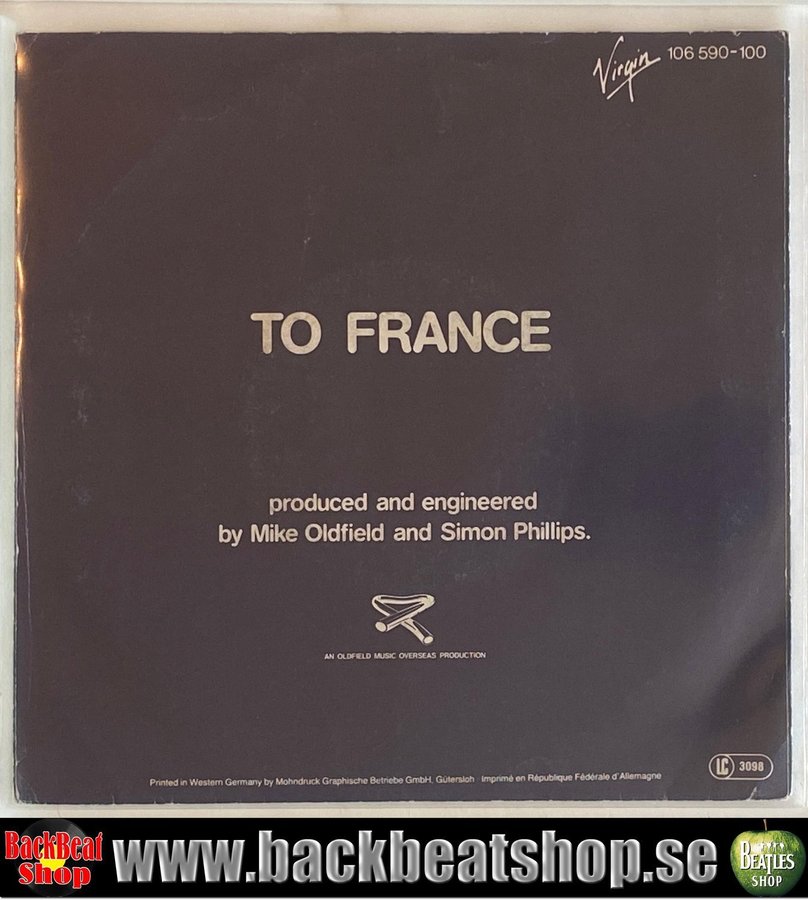 Virgin 106 590-100
TO FRANCE
produced and engineered
by Mike Oldfield and Simon Phillips.
AN OLDFIELD MUSIC OVERSEAS PRODUCTION
LC 3098
Printed in Western Germany by Mohndruck Graphische Betriebe GmbH, Gütersloh · Imprimé en République Fédérale d'Allemagne
BackBeat
Shop
www.backbeatshop.se
BEATLES
SHOP